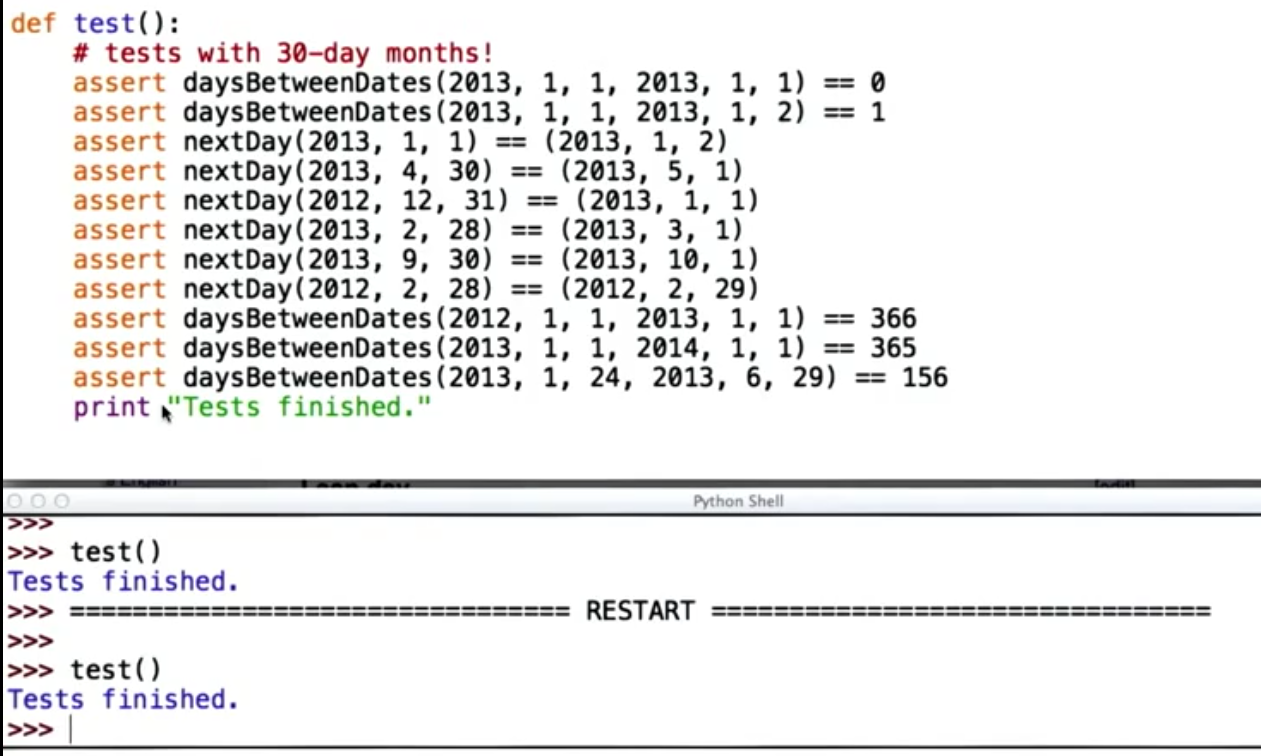 def test():
    # tests with 30-day months!
    assert daysBetweenDates(2013, 1, 1, 2013, 1, 1) == 0
    assert daysBetweenDates(2013, 1, 1, 2013, 1, 2) == 1
    assert nextDay(2013, 1, 1) == (2013, 1, 2)
    assert nextDay(2013, 4, 30) == (2013, 5, 1)
    assert nextDay(2012, 12, 31) == (2013, 1, 1)
    assert nextDay(2013, 2, 28) == (2013, 3, 1)
    assert nextDay(2013, 9, 30) == (2013, 10, 1)
    assert nextDay(2012, 2, 28) == (2012, 2, 29)
    assert daysBetweenDates(2012, 1, 1, 2013, 1, 1) == 366
    assert daysBetweenDates(2013, 1, 1, 2014, 1, 1) == 365
    assert daysBetweenDates(2013, 1, 24, 2013, 6, 29) == 156
    print "Tests finished."
Python Shell
>>>
>>> test()
Tests finished.
>>> ================================ RESTART ================================
>>>
>>> test()
Tests finished.
>>>